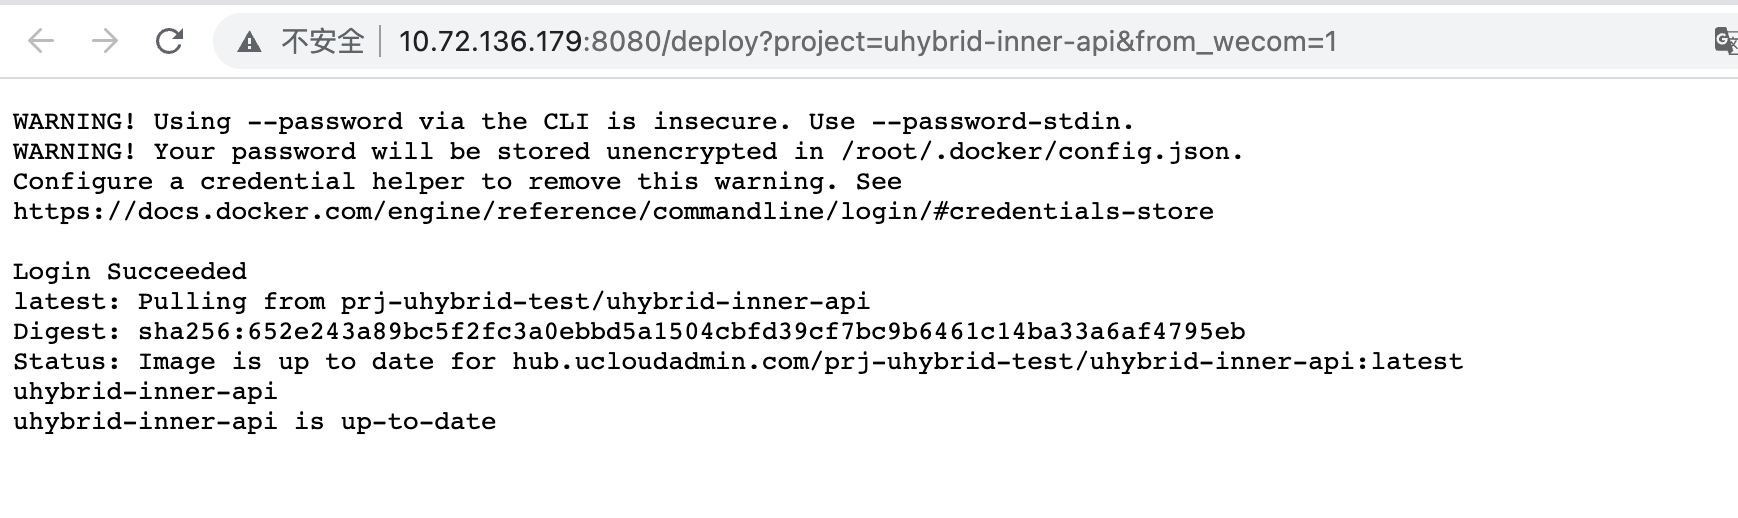 不安全 10.72.136.179:8080/deploy?project=uhybrid-inner-api&from_wecom=1
WARNING! Using --password via the CLI is insecure. Use --password-stdin.
WARNING! Your password will be stored unencrypted in /root/.docker/config.json.
Configure a credential helper to remove this warning. See
https://docs.docker.com/engine/reference/commandline/login/#credentials-store
Login Succeeded
latest: Pulling from prj-uhybrid-test/uhybrid-inner-api
Digest: sha256:652e243a89bc5f2fc3a0ebbd5a1504cbfd39cf7bc9b6461c14ba33a6af4795eb
Status: Image is up to date for hub.ucloudadmin.com/prj-uhybrid-test/uhybrid-inner-api:latest
uhybrid-inner-api
uhybrid-inner-api is up-to-date